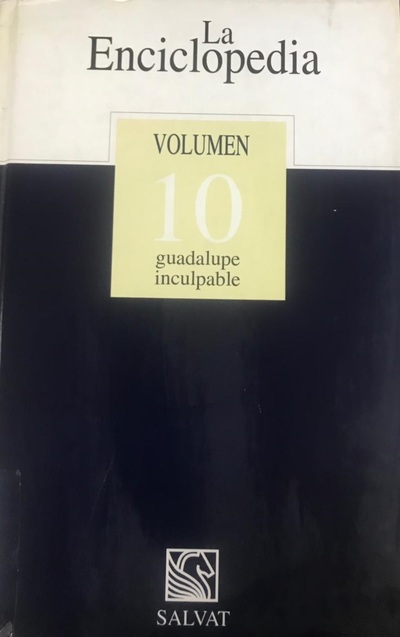 La
Enciclopedia
VOLUMEN
10
guadalupe
inculpable
SALVAT